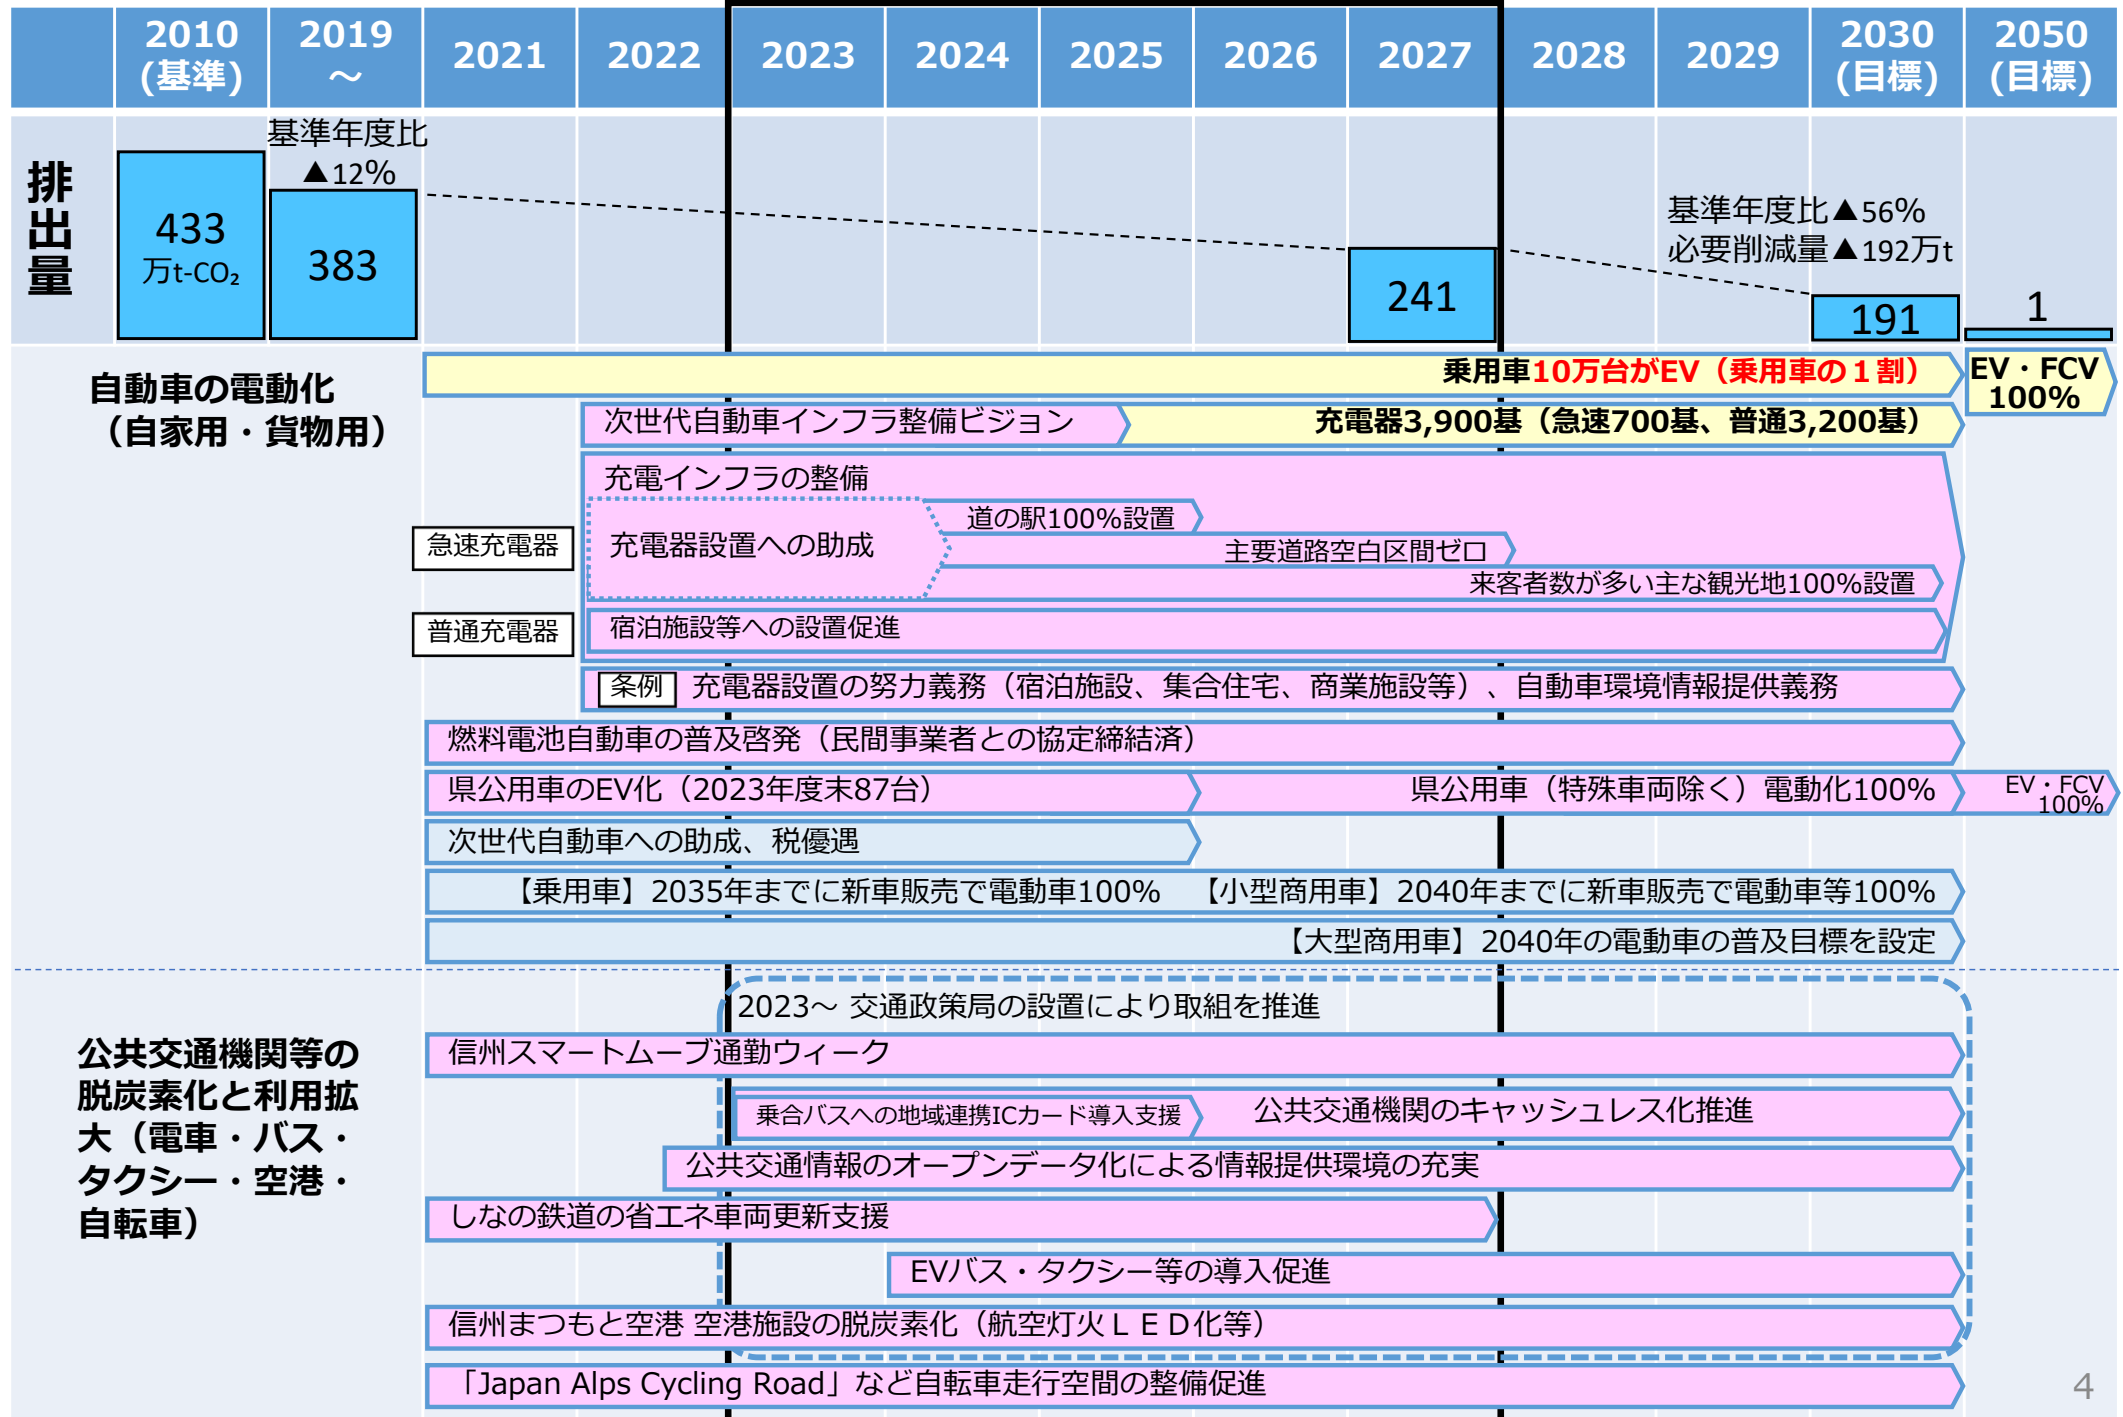 2010
(基準)
2019
～
2021
2022
2023
2024
2025
2026
2027
2028
2029
2030
(目標)
2050
(目標)
排出量
433
万t-CO₂
基準年度比
▲12%
383
241
基準年度比▲56%
必要削減量▲192万t
191
1
自動車の電動化
（自家用・貨物用）
乗用車10万台がEV（乗用車の１割）
EV・FCV
100%
次世代自動車インフラ整備ビジョン
充電器3,900基（急速700基、普通3,200基）
充電インフラの整備
急速充電器
充電器設置への助成
道の駅100%設置
主要道路空白区間ゼロ
来客者数が多い主な観光地100%設置
普通充電器
宿泊施設等への設置促進
条例 充電器設置の努力義務（宿泊施設、集合住宅、商業施設等）、自動車環境情報提供義務
燃料電池自動車の普及啓発（民間事業者との協定締結済）
県公用車のEV化（2023年度末87台）
県公用車（特殊車両除く）電動化100%
EV・FCV
100%
次世代自動車への助成、税優遇
【乗用車】2035年までに新車販売で電動車100%　【小型商用車】2040年までに新車販売で電動車等100%
【大型商用車】2040年の電動車の普及目標を設定
公共交通機関等の
脱炭素化と利用拡
大（電車・バス・
タクシー・空港・
自転車）
2023～ 交通政策局の設置により取組を推進
信州スマートムーブ通勤ウィーク
乗合バスへの地域連携ICカード導入支援
公共交通機関のキャッシュレス化推進
公共交通情報のオープンデータ化による情報提供環境の充実
しなの鉄道の省エネ車両更新支援
EVバス・タクシー等の導入促進
信州まつもと空港 空港施設の脱炭素化（航空灯火ＬＥＤ化等）
「Japan Alps Cycling Road」など自転車走行空間の整備促進
4